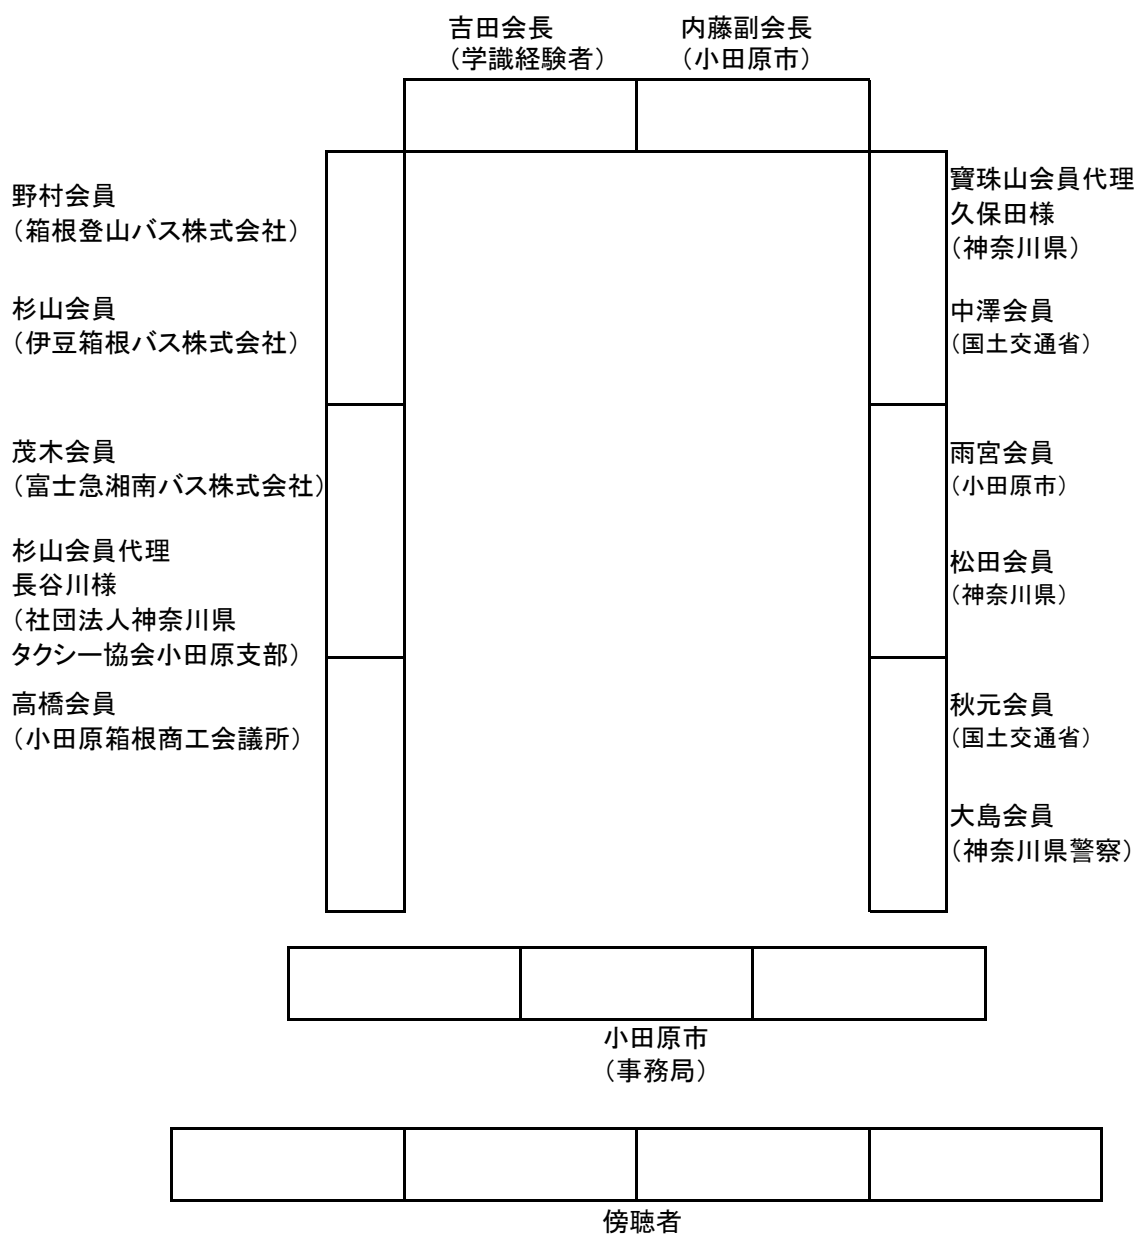 吉田会長
（学識経験者）
内藤副会長
（小田原市）
野村会員
（箱根登山バス株式会社）
杉山会員
（伊豆箱根バス株式会社）
茂木会員
（富士急湘南バス株式会社）
杉山会員代理
長谷川様
（社団法人神奈川県
タクシー協会小田原支部）
高橋会員
（小田原箱根商工会議所）
寶珠山会員代理
久保田様
（神奈川県）
中澤会員
（国土交通省）
雨宮会員
（小田原市）
松田会員
（神奈川県）
秋元会員
（国土交通省）
大島会員
（神奈川県警察）
小田原市
（事務局）
傍聴者